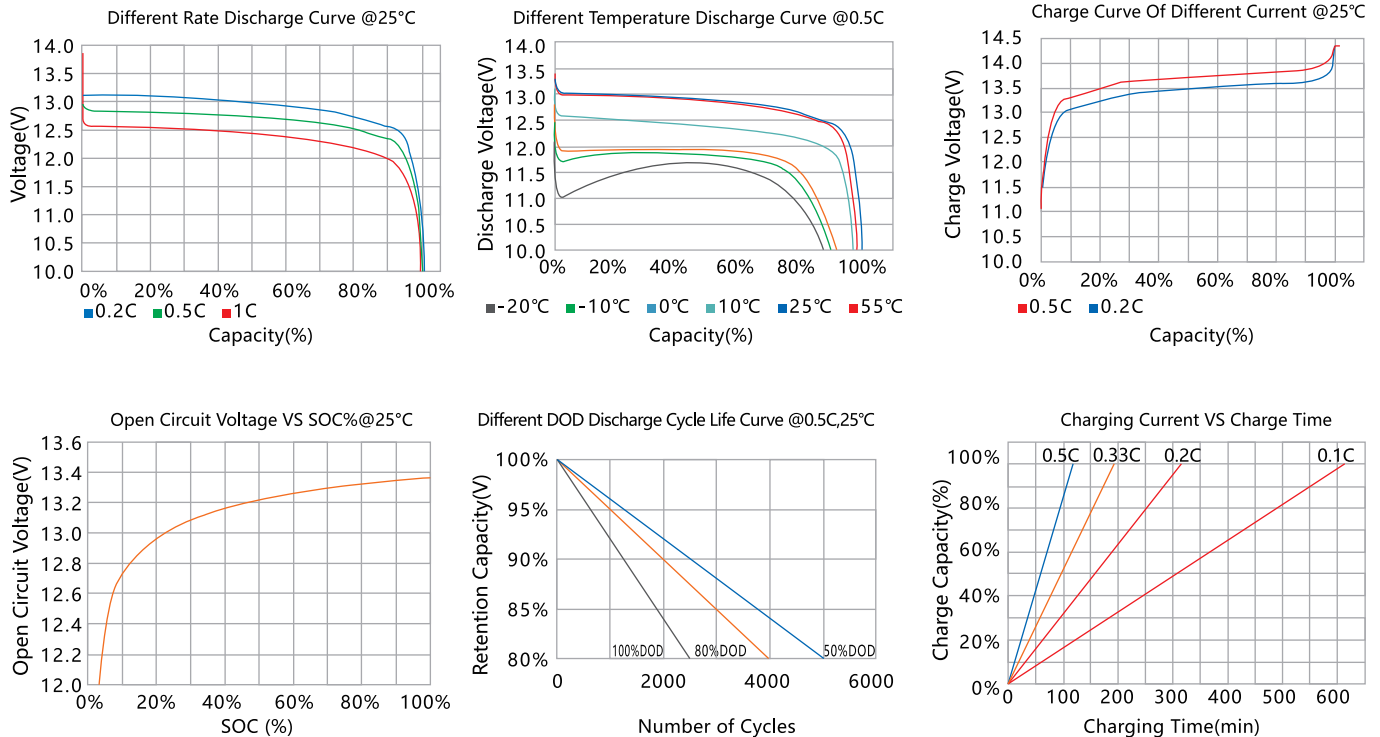 Different Rate Discharge Curve @25°C
14.0
13.5
13.0
12.5
12.0
11.5
11.0
10.5
10.0
Voltage(V)
0% 20% 40% 60% 80% 100%
0.2C 0.5C 1C
Capacity(%)
Different Temperature Discharge Curve @0.5C
14.0
13.5
13.0
12.5
12.0
11.5
11.0
10.5
10.0
Discharge Voltage(V)
0% 20% 40% 60% 80% 100%
-20℃ -10℃ 0℃ 10℃ 25℃ 55℃
Capacity(%)
Charge Curve Of Different Current @25℃
14.5
14.0
13.5
13.0
12.5
12.0
11.5
11.0
10.0
Charge Voltage(V)
0% 20% 40% 60% 80% 100%
0.5C 0.2C
Capacity(%)
Open Circuit Voltage VS SOC%@25°C
13.6
13.4
13.2
13.0
12.8
12.6
12.4
12.2
12.0
Open Circuit Voltage(V)
0% 20% 40% 60% 80% 100%
SOC (%)
Different DOD Discharge Cycle Life Curve @0.5C,25℃
100%
95%
90%
85%
80%
Retention Capacity(V)
100%DOD 80%DOD 50%DOD
0 2000 4000 6000
Number of Cycles
Charging Current VS Charge Time
0.5C 0.33C 0.2C 0.1C
100%
80%
60%
40%
20%
0%
Charge Capacity(%)
0 100 200 300 400 500 600
Charging Time(min)